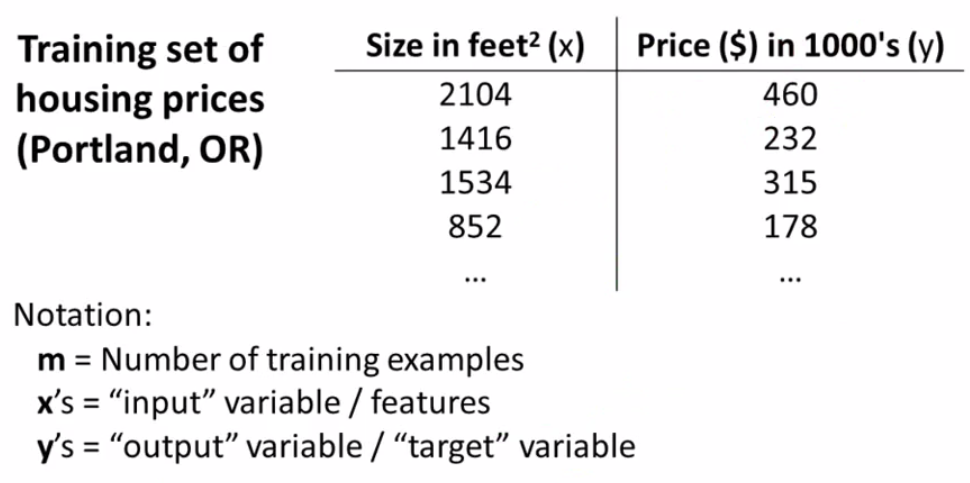 Training set of
housing prices
(Portland, OR)
Size in feet² (x) Price ($) in 1000's (y)
2104 460
1416 232
1534 315
852 178
... ...
Notation:
m = Number of training examples
x's = “input” variable / features
y's = “output” variable / “target” variable